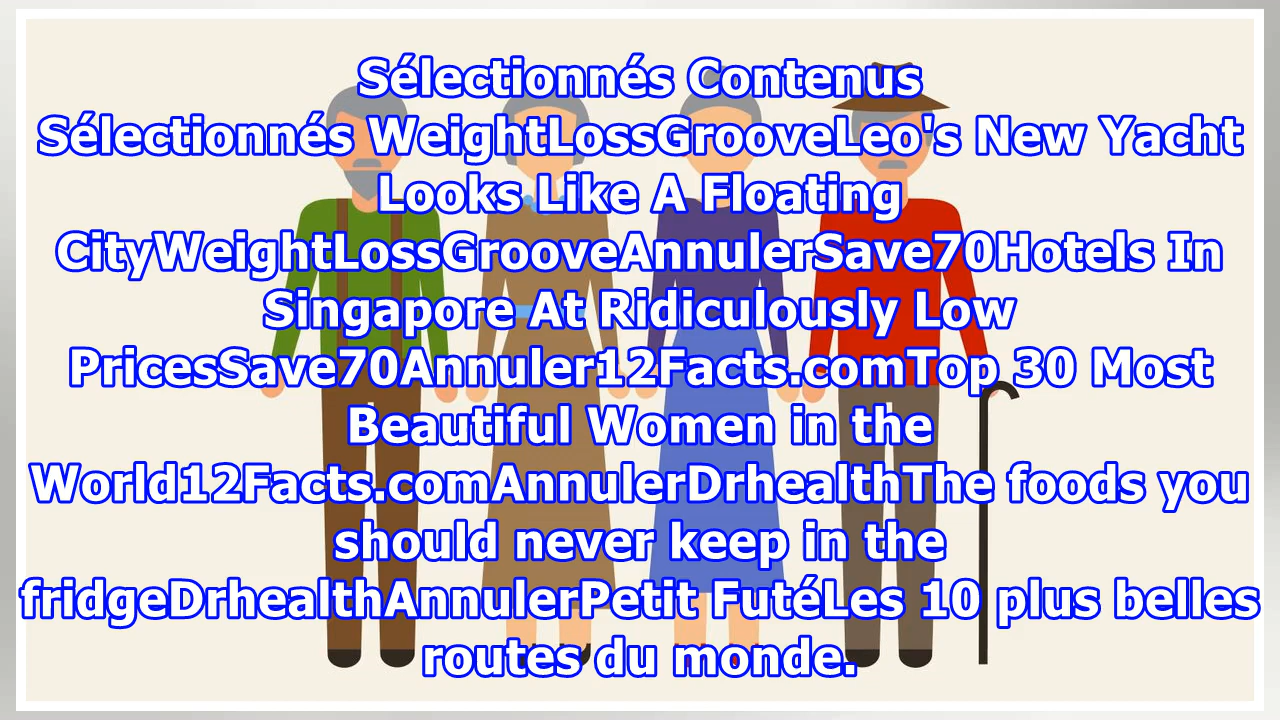 Sélectionnés Contenus
Sélectionnés WeightLossGrooveLeo's New Yacht
Looks Like A Floating
CityWeightLossGrooveAnnulerSave70Hotels In
Singapore At Ridiculously Low
PricesSave70Annuler12Facts.comTop 30 Most
Beautiful Women in the
World12Facts.comAnnulerDrhealthThe foods you
should never keep in the
fridgeDrhealthAnnulerPetit FutéLes 10 plus belles
routes du monde.